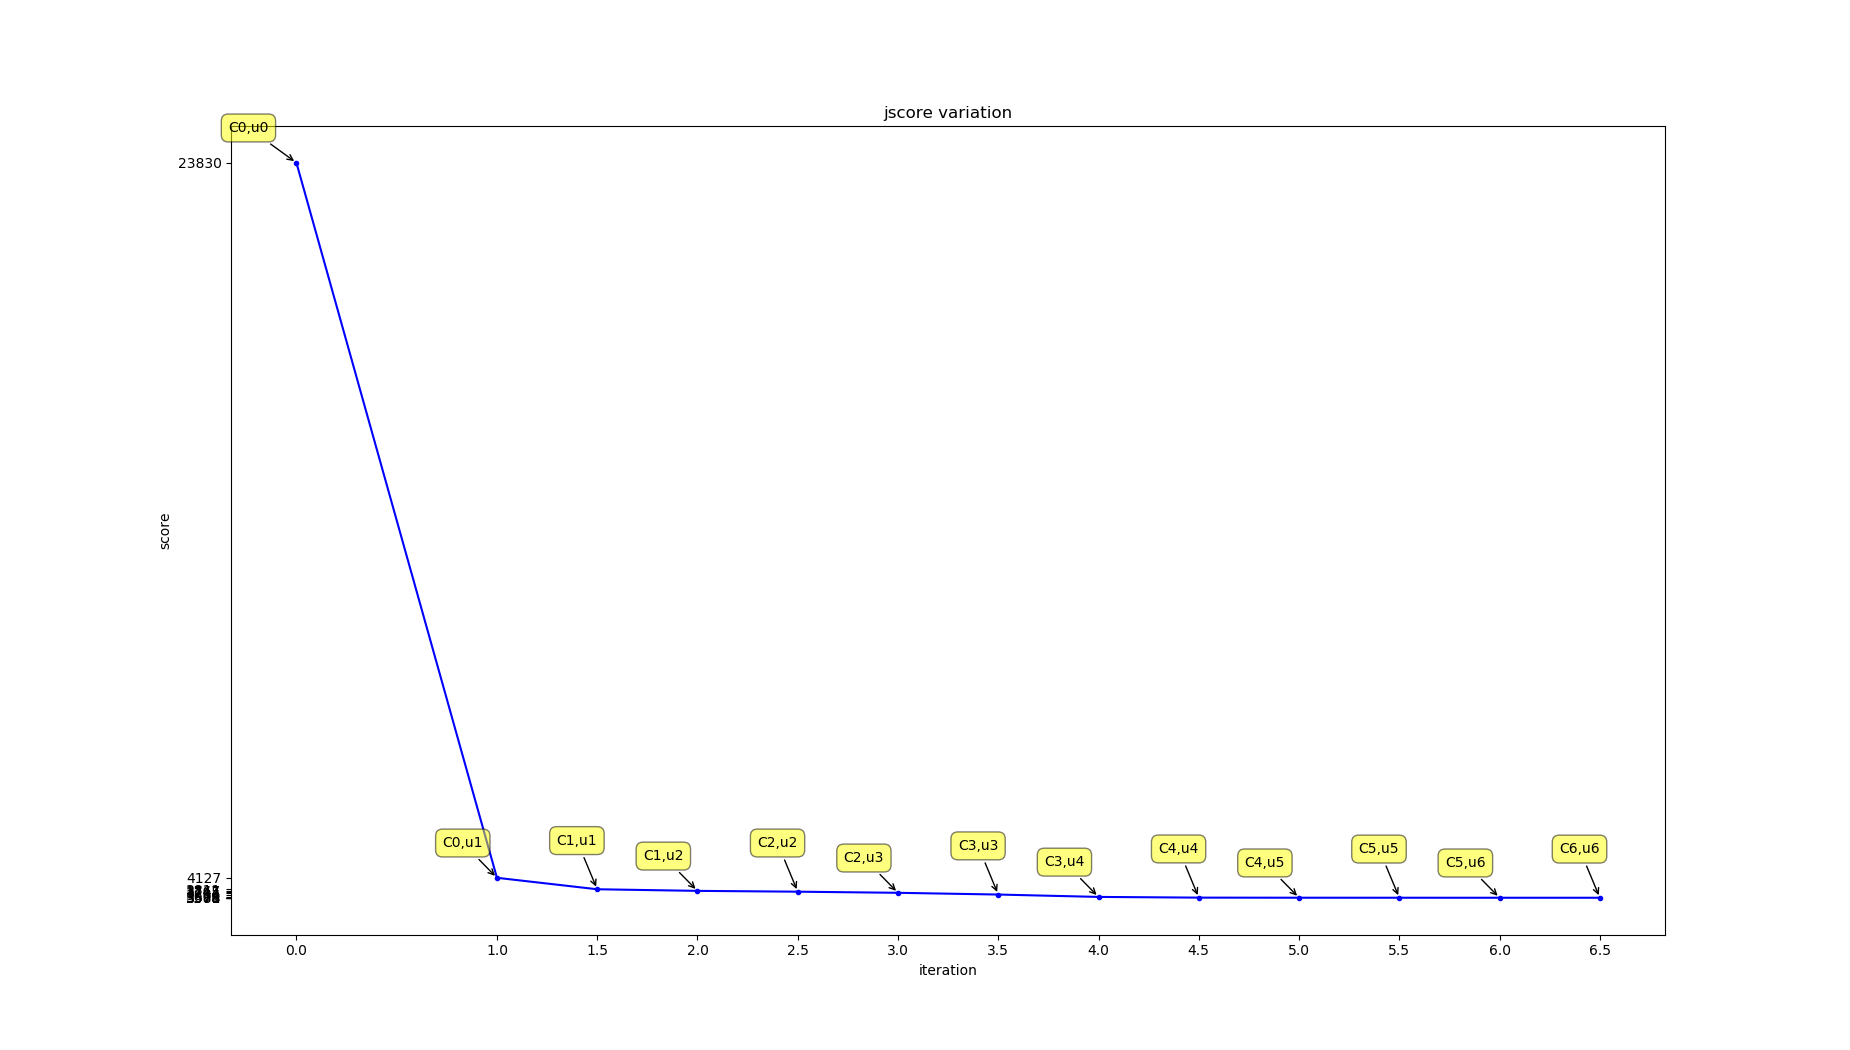 jscore variation
C0,u0
23830
score
C0,u1
C1,u1
C1,u2
C2,u2
C2,u3
C3,u3
C3,u4
C4,u4
C4,u5
C5,u5
C5,u6
C6,u6
4127
0.0 1.0 1.5 2.0 2.5 3.0 3.5 4.0 4.5 5.0 5.5 6.0 6.5
iteration